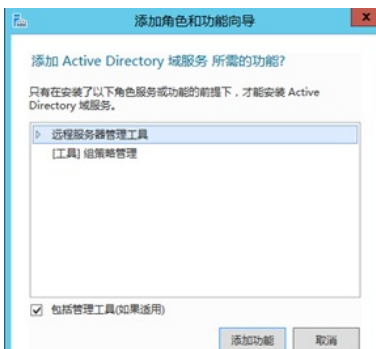 添加角色和功能向导
x
添加 Active Directory 域服务 所需的功能?
只有在安装了以下角色服务或功能的前提下，才能安装 Active
Directory 域服务。
远程服务器管理工具
[工具] 组策略管理
包括管理工具(如果适用)
添加功能 取消